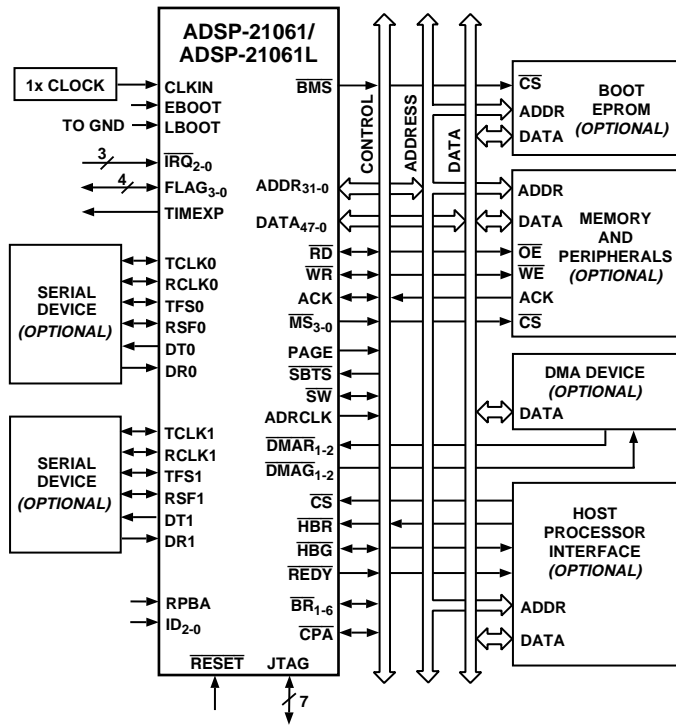 ADSP-21061/
ADSP-21061L
1x CLOCK
CLKIN
EBOOT
TO GND
LBOOT
3
IRQ2-0
4
FLAG3-0
TIMEXP
SERIAL
DEVICE
(OPTIONAL)
TCLK0
RCLK0
TFS0
RSF0
DT0
DR0
SERIAL
DEVICE
(OPTIONAL)
TCLK1
RCLK1
TFS1
RSF1
DT1
DR1
RPBA
ID2-0
RESET
JTAG
7
BMS
ADDR31-0
DATA47-0
RD
WR
ACK
MS3-0
PAGE
SBTS
SW
ADRCLK
DMAR1-2
DMAG1-2
CS
HBR
HBG
REDY
BR1-6
CPA
CONTROL
ADDRESS
DATA
CS
ADDR
DATA
BOOT
EPROM
(OPTIONAL)
ADDR
DATA
OE
WE
ACK
CS
MEMORY
AND
PERIPHERALS
(OPTIONAL)
DMA DEVICE
(OPTIONAL)
DATA
HOST
PROCESSOR
INTERFACE
(OPTIONAL)
ADDR
DATA